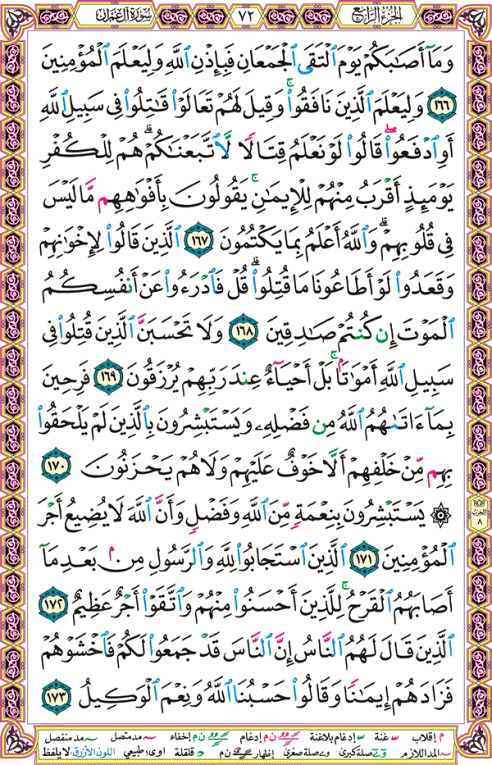 الجزء الرابع
٧٢
سورة آل عمران
وَمَآ أَصَٰبَكُمْ يَوْمَ ٱلْتَقَى ٱلْجَمْعَانِ فَبِإِذْنِ ٱللَّهِ وَلِيَعْلَمَ ٱلْمُؤْمِنِينَ
١٦٦ وَلِيَعْلَمَ ٱلَّذِينَ نَافَقُوا۟ ۚ وَقِيلَ لَهُمْ تَعَالَوْا۟ قَٰتِلُوا۟ فِى سَبِيلِ ٱللَّهِ
أَوِ ٱدْفَعُوا۟ ۖ قَالُوا۟ لَوْ نَعْلَمُ قِتَالًا لَّٱتَّبَعْنَٰكُمْ ۗ هُمْ لِلْكُفْرِ
يَوْمَئِذٍ أَقْرَبُ مِنْهُمْ لِلْإِيمَٰنِ ۚ يَقُولُونَ بِأَفْوَٰهِهِم مَّا لَيْسَ
فِى قُلُوبِهِمْ ۗ وَٱللَّهُ أَعْلَمُ بِمَا يَكْتُمُونَ ١٦٧ ٱلَّذِينَ قَالُوا۟ لِإِخْوَٰنِهِمْ
وَقَعَدُوا۟ لَوْ أَطَاعُونَا مَا قُتِلُوا۟ ۗ قُلْ فَٱدْرَءُوا۟ عَنْ أَنفُسِكُمُ
ٱلْمَوْتَ إِن كُنتُمْ صَٰدِقِينَ ١٦٨ وَلَا تَحْسَبَنَّ ٱلَّذِينَ قُتِلُوا۟ فِى
سَبِيلِ ٱللَّهِ أَمْوَٰتًۢا ۚ بَلْ أَحْيَآءٌ عِندَ رَبِّهِمْ يُرْزَقُونَ ١٦٩ فَرِحِينَ
بِمَآ ءَاتَىٰهُمُ ٱللَّهُ مِن فَضْلِهِۦ وَيَسْتَبْشِرُونَ بِٱلَّذِينَ لَمْ يَلْحَقُوا۟
بِهِم مِّنْ خَلْفِهِمْ أَلَّا خَوْفٌ عَلَيْهِمْ وَلَا هُمْ يَحْزَنُونَ ١٧٠
۞ يَسْتَبْشِرُونَ بِنِعْمَةٍ مِّنَ ٱللَّهِ وَفَضْلٍ وَأَنَّ ٱللَّهَ لَا يُضِيعُ أَجْرَ
ٱلْمُؤْمِنِينَ ١٧١ ٱلَّذِينَ ٱسْتَجَابُوا۟ لِلَّهِ وَٱلرَّسُولِ مِنۢ بَعْدِ مَآ
أَصَابَهُمُ ٱلْقَرْحُ ۚ لِلَّذِينَ أَحْسَنُوا۟ مِنْهُمْ وَٱتَّقَوْا۟ أَجْرٌ عَظِيمٌ ١٧٢
ٱلَّذِينَ قَالَ لَهُمُ ٱلنَّاسُ إِنَّ ٱلنَّاسَ قَدْ جَمَعُوا۟ لَكُمْ فَٱخْشَوْهُمْ
فَزَادَهُمْ إِيمَٰنًا وَقَالُوا۟ حَسْبُنَا ٱللَّهُ وَنِعْمَ ٱلْوَكِيلُ ١٧٣
م إقلاب س غنة س إدغام بلاغنة ن م إدغام ن م إخفاء مد متصل مد منفصل
المد اللازم وصلة كبرى وصلة صغرى إظهار ن م قلقلة اوى طبيعي اللون الأزرق لا يلفظ